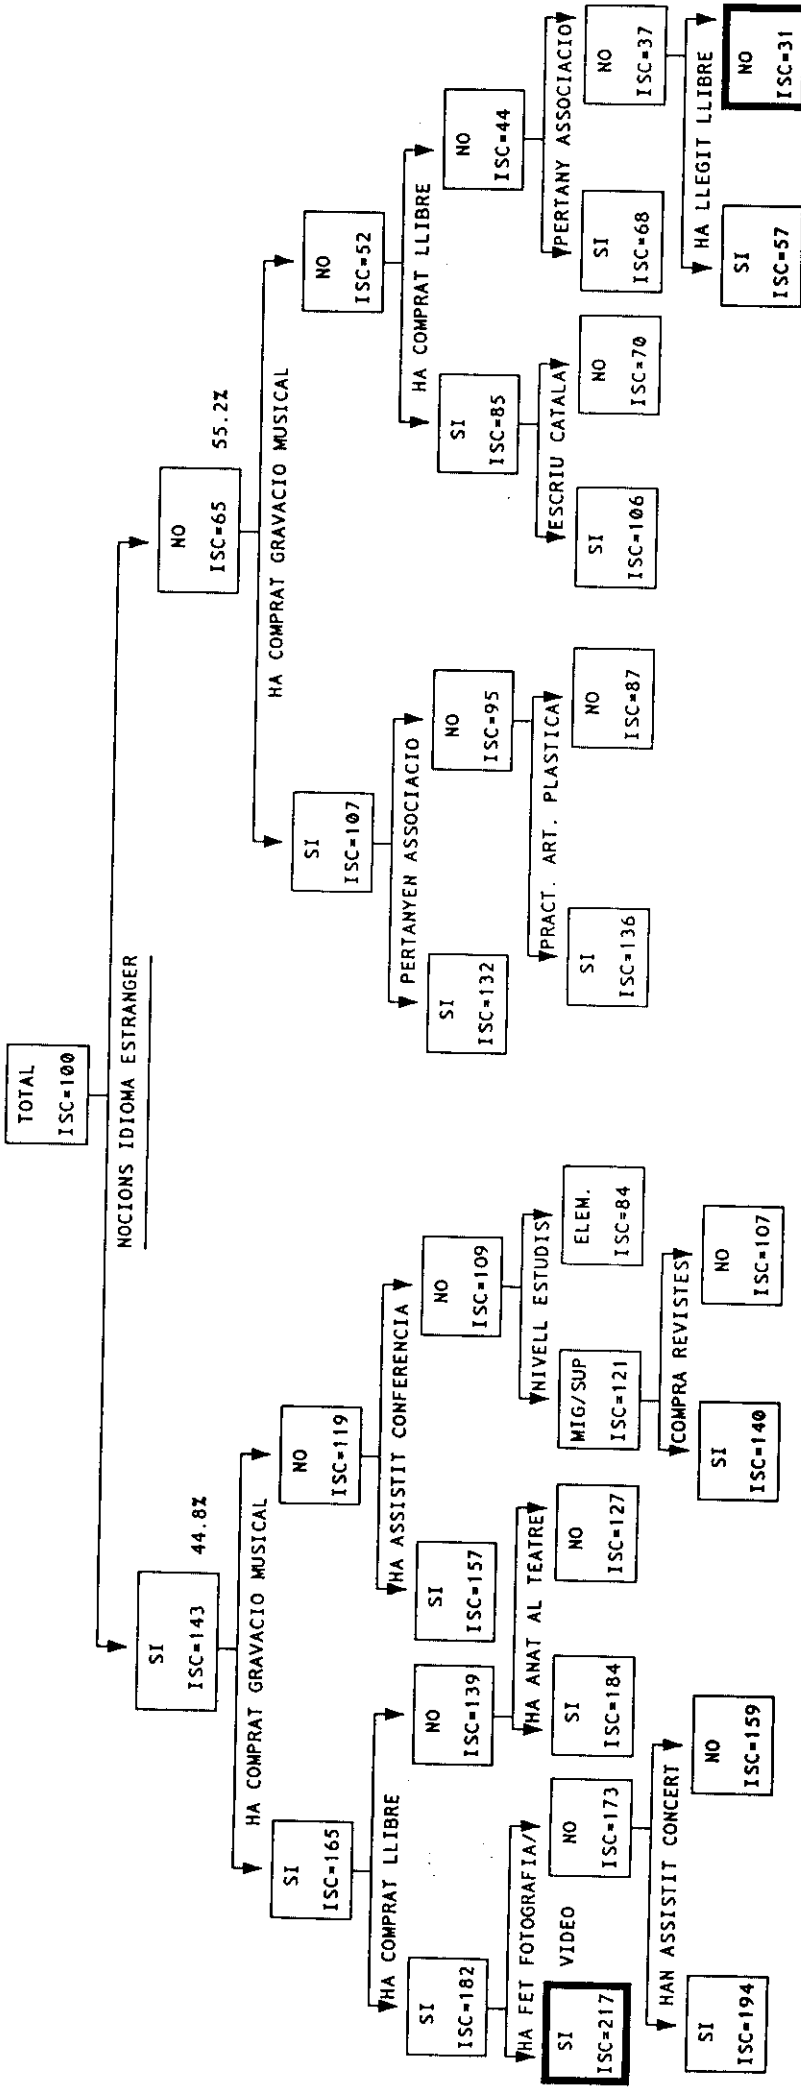 TOTAL
ISC=100
NOCIONS IDIOMA ESTRANGER
SI
ISC=143
44.8%
NO
ISC=65
55.2%
HA COMPRAT GRAVACIO MUSICAL
HA COMPRAT GRAVACIO MUSICAL
SI
ISC=165
NO
ISC=119
SI
ISC=107
NO
ISC=52
HA COMPRAT LLIBRE
HA ASSISTIT CONFERENCIA
PERTANYEN ASSOCIACIO
HA COMPRAT LLIBRE
SI
ISC=182
NO
ISC=139
SI
ISC=157
NO
ISC=109
SI
ISC=132
NO
ISC=95
SI
ISC=85
NO
ISC=44
HA FET FOTOGRAFIA/
VIDEO
HA ANAT AL TEATRE
NIVELL ESTUDIS
PRACT. ART. PLASTICA
ESCRIU CATALA
PERTANY ASSOCIACIO
SI
ISC=217
NO
ISC=173
SI
ISC=184
NO
ISC=127
MIG/SUP
ISC=121
ELEM.
ISC=84
SI
ISC=136
NO
ISC=87
SI
ISC=106
NO
ISC=70
SI
ISC=68
NO
ISC=37
HAN ASSISTIT CONCERT
COMPRA REVISTES
HA LLEGIT LLIBRE
SI
ISC=194
NO
ISC=159
SI
ISC=140
NO
ISC=107
SI
ISC=57
NO
ISC=31